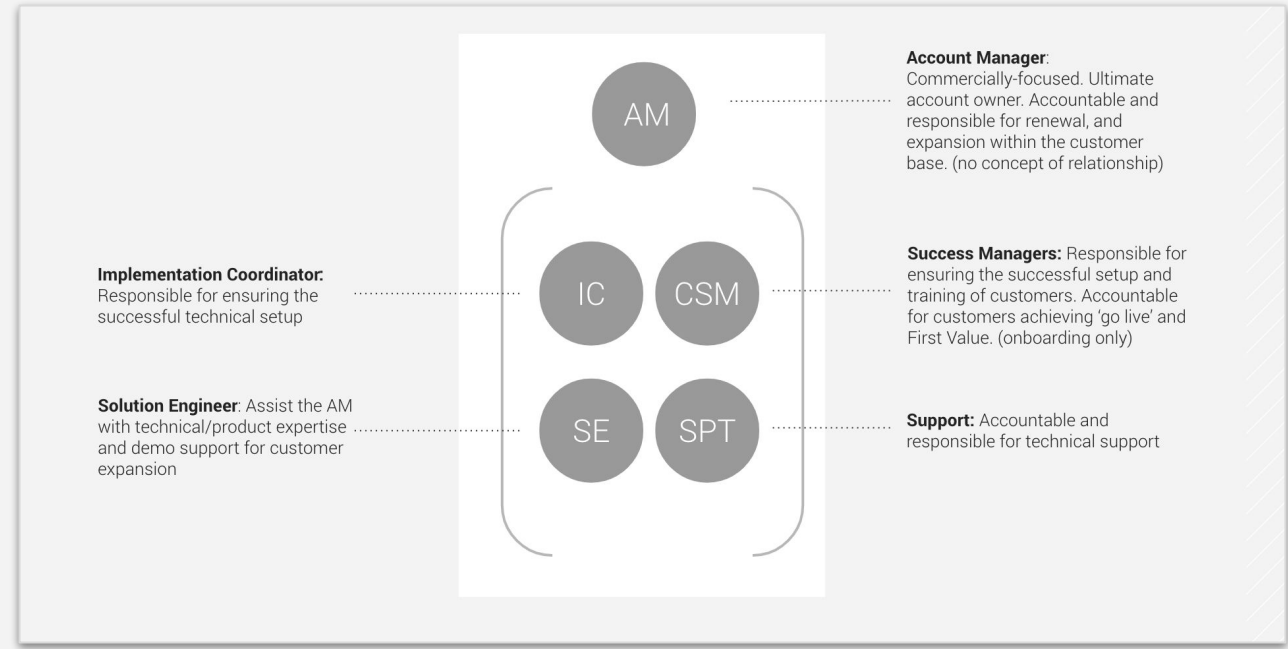 AM
Account Manager:
Commercially-focused. Ultimate
account owner. Accountable and
responsible for renewal, and
expansion within the customer
base. (no concept of relationship)
Implementation Coordinator:
Responsible for ensuring the
successful technical setup
IC
CSM
Success Managers: Responsible for
ensuring the successful setup and
training of customers. Accountable
for customers achieving ‘go live’ and
First Value. (onboarding only)
Solution Engineer: Assist the AM
with technical/product expertise
and demo support for customer
expansion
SE
SPT
Support: Accountable and
responsible for technical support